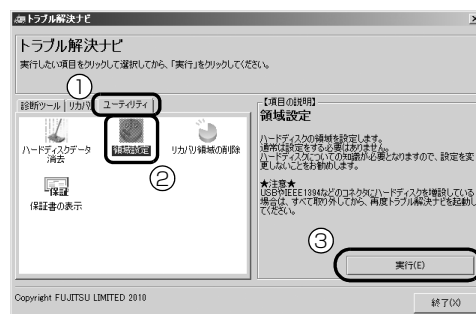 トラブル解決ナビ
トラブル解決ナビ
実行したい項目をクリックして選択してから、「実行」をクリックしてください。
①
診断ツール リカバリ ユーティリティ
ハードディスクデータ消去
領域設定
リカバリ領域の削除
②
保証
保証書の表示
【項目の説明】
領域設定
ハードディスクの領域を設定します。
通常は設定をする必要はありません。
ハードディスクについての知識が必要となりますので、設定を変
更しないことをお勧めします。
★注意★
USBやIEEE1394などのコネクタにハードディスクを増設している
場合は、すべて取り外してから、再度トラブル解決ナビを起動し
てください。
③
実行(E)
Copyright FUJITSU LIMITED 2010
終了(X)